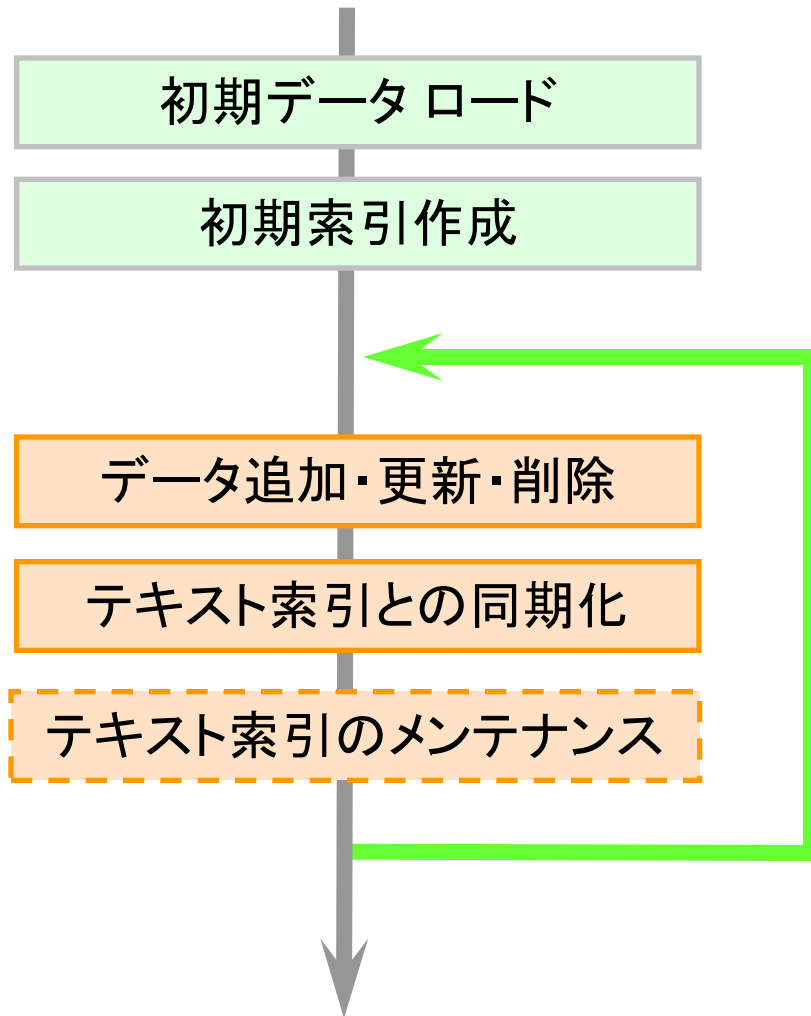 初期データ ロード
初期索引作成
データ追加・更新・削除
テキスト索引との同期化
テキスト索引のメンテナンス